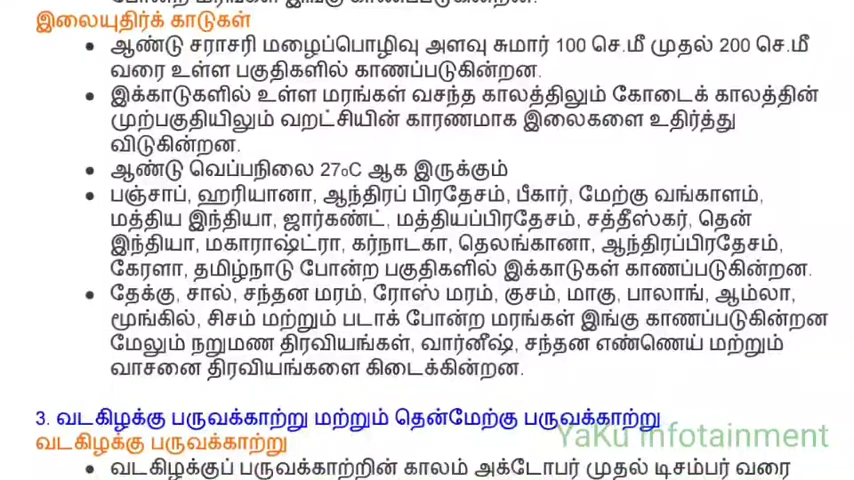 போன்ற மரங்கள் இங்கு காணப்படுகின்றன.
இலையுதிர்க் காடுகள்
• ஆண்டு சராசரி மழைப்பொழிவு அளவு சுமார் 100 செ.மீ முதல் 200 செ.மீ
வரை உள்ள பகுதிகளில் காணப்படுகின்றன.
• இக்காடுகளில் உள்ள மரங்கள் வசந்த காலத்திலும் கோடைக் காலத்தின்
முற்பகுதியிலும் வறட்சியின் காரணமாக இலைகளை உதிர்த்து
விடுகின்றன.
• ஆண்டு வெப்பநிலை 27oC ஆக இருக்கும்
• பஞ்சாப், ஹரியானா, ஆந்திரப் பிரதேசம், பீகார், மேற்கு வங்காளம்,
மத்திய இந்தியா, ஜார்கண்ட், மத்தியப்பிரதேசம், சத்தீஸ்கர், தென்
இந்தியா, மகாராஷ்ட்ரா, கர்நாடகா, தெலங்கானா, ஆந்திரப்பிரதேசம்,
கேரளா, தமிழ்நாடு போன்ற பகுதிகளில் இக்காடுகள் காணப்படுகின்றன.
• தேக்கு, சால், சந்தன மரம், ரோஸ் மரம், குசம், மாகு, பாலாங், ஆம்லா,
மூங்கில், சிசம் மற்றும் படாக் போன்ற மரங்கள் இங்கு காணப்படுகின்றன
மேலும் நறுமண திரவியங்கள், வார்னீஷ், சந்தன எண்ணெய் மற்றும்
வாசனை திரவியங்களை கிடைக்கின்றன.
3. வடகிழக்கு பருவக்காற்று மற்றும் தென்மேற்கு பருவக்காற்று
YaKu Infotainment
வடகிழக்கு பருவக்காற்று
• வடகிழக்குப் பருவக்காற்றின் காலம் அக்டோபர் முதல் டிசம்பர் வரை